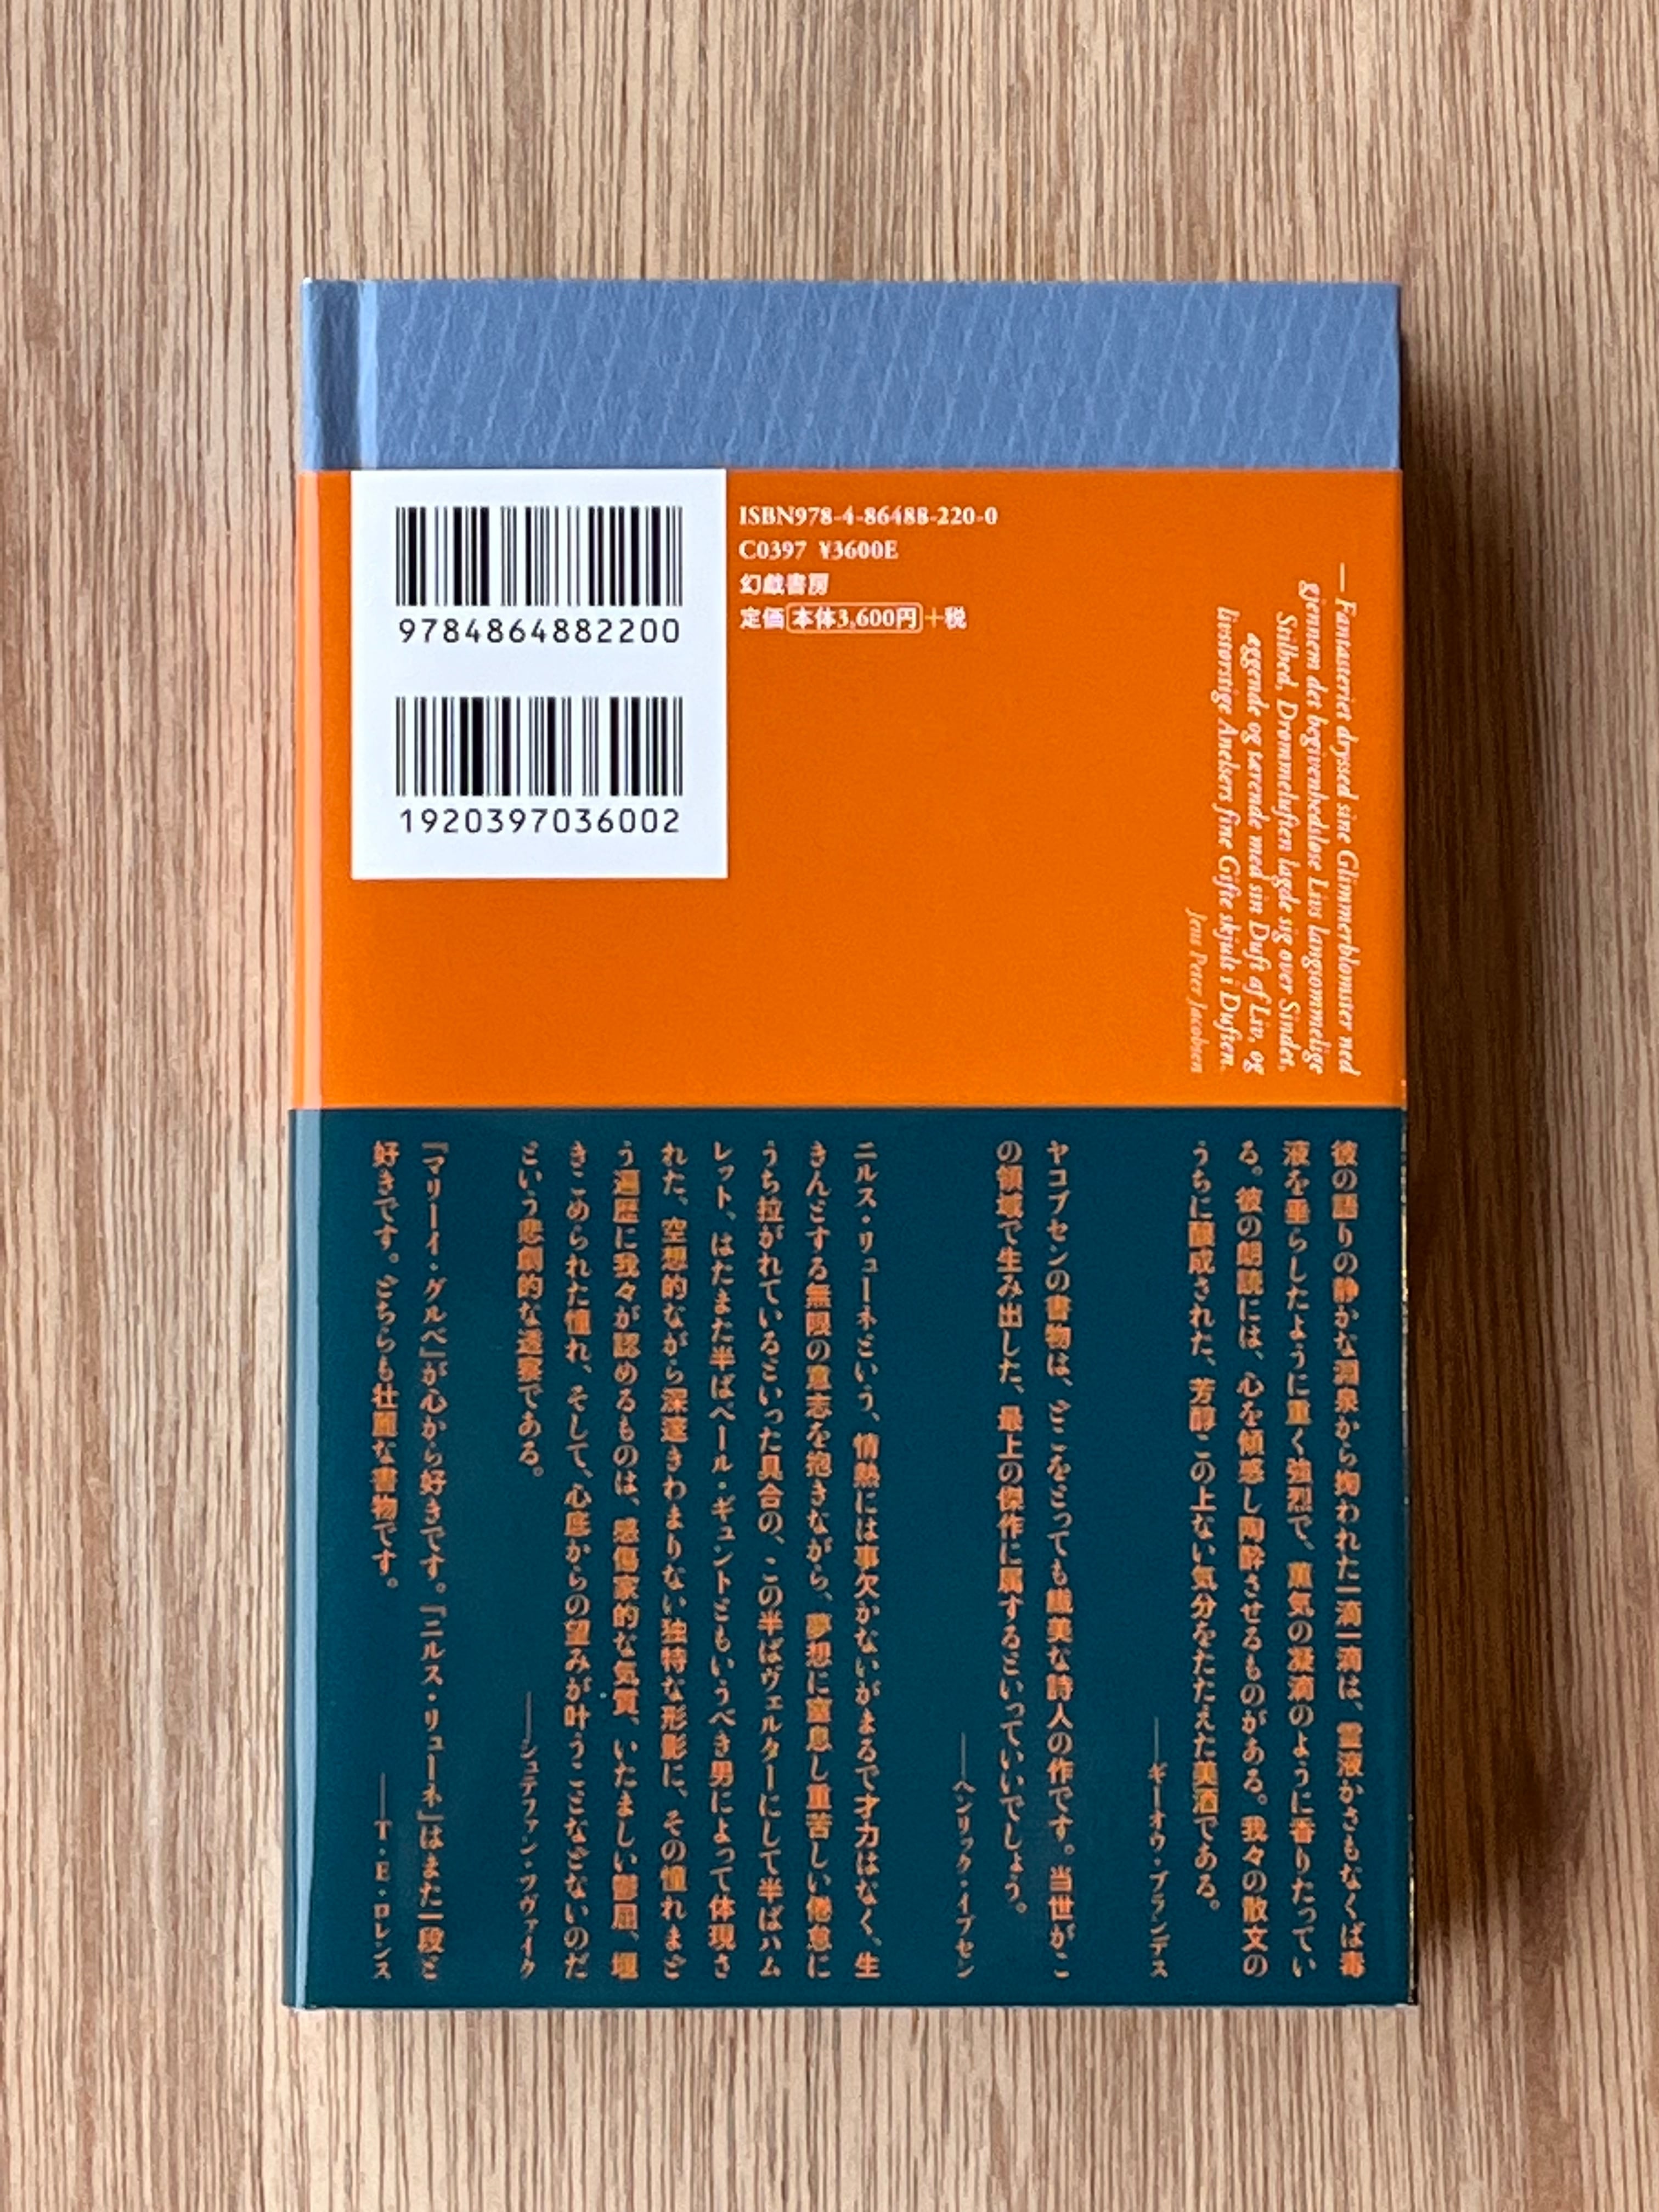 ISBN978-4-86488-220-0
C0397 ¥3600E
幻戯書房
定価 本体3,600円+税
9784864882200
1920397036002
—Fantasteriet dryssed sine Glimmerblomster ned
gjennem det begivenhedsløse Livs langsommelige
Stilhed, Drømmeluften lagde sig over Sindet,
æggende og tærende med sin Duft af Liv, og
livstørstige Anelsers fine Gifte skjult i Duften.
Jens Peter Jacobsen
彼の語りの静かな淵泉から掬われた一滴一滴は、霊液かさもなくば毒
液を垂らしたように重く強烈で、薫気の凝滴のように香りたってい
る。彼の朗読には、心を傾惑し陶酔させるものがある。我々の散文の
うちに醸成された、芳醇この上ない気分をたたえた美酒である。
——ギーオウ・ブランデス
ヤコブセンの書物は、どこをとっても識美な詩人の作です。当世がこ
の領域で生み出した、最上の傑作に属するといっていいでしょう。
——ヘンリック・イプセン
ニルス・リューネという、情熱には事欠かないがまるで才力はなく、生
きんとする無限の意志を抱きながら、夢想に窒息し重苦しい倦怠に
うち拉がれているといった具合の、この半ばヴェルターにして半ばハム
レット、はたまた半ばペール・ギュントともいうべき男によって体現さ
れた、空想的ながら深邃きわまりない独特な形影に、その憧れまど
う遍歴に我々が認めるものは、感傷家的な気質、いたましい鬱屈、堰
きこめられた憧れ、そして、心底からの望みが叶うことなどないのだ
という悲劇的な透察である。
——シュテファン・ツヴァイク
『マリーイ・グルベ』が心から好きです。『ニルス・リューネ』はまた一段と
好きです。どちらも壮麗な書物です。
——T・E・ロレンス